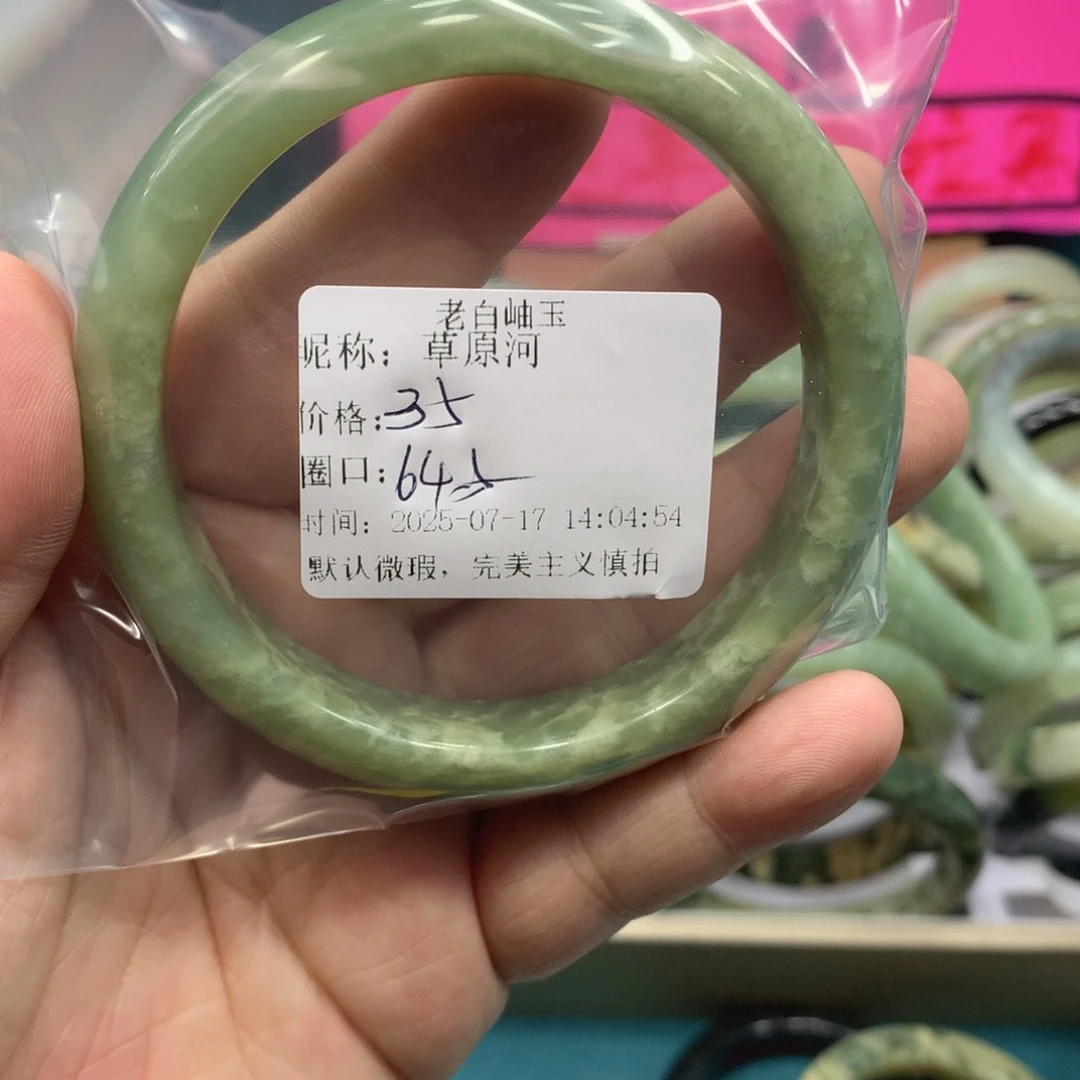 老白岫玉
昵称：草原河
价格:35
圈口:64.5
时间：2025-07-17 14:04:54
默认微瑕，完美主义慎拍